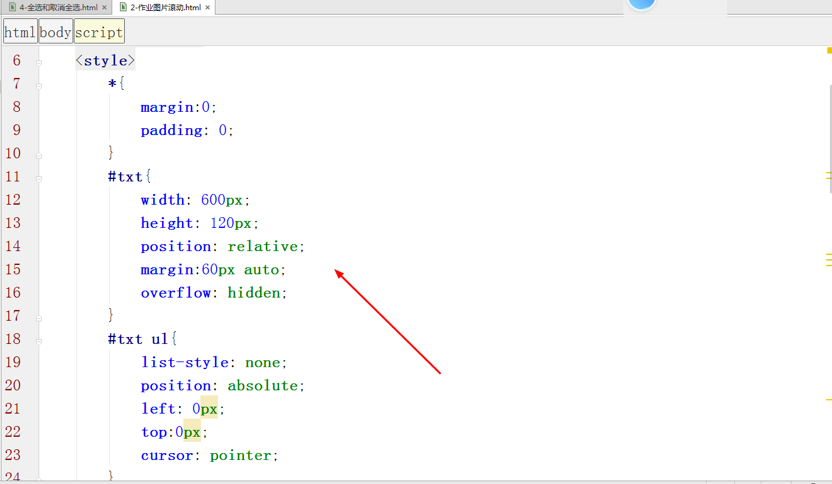 4-全选和取消全选.html × 2-作业图片滚动.html ×
html body script
6 <style>
7 *{
8 margin:0;
9 padding: 0;
10 }
11 #txt{
12 width: 600px;
13 height: 120px;
14 position: relative;
15 margin:60px auto;
16 overflow: hidden;
17 }
18 #txt ul{
19 list-style: none;
20 position: absolute;
21 left: 0px;
22 top:0px;
23 cursor: pointer;
24 }